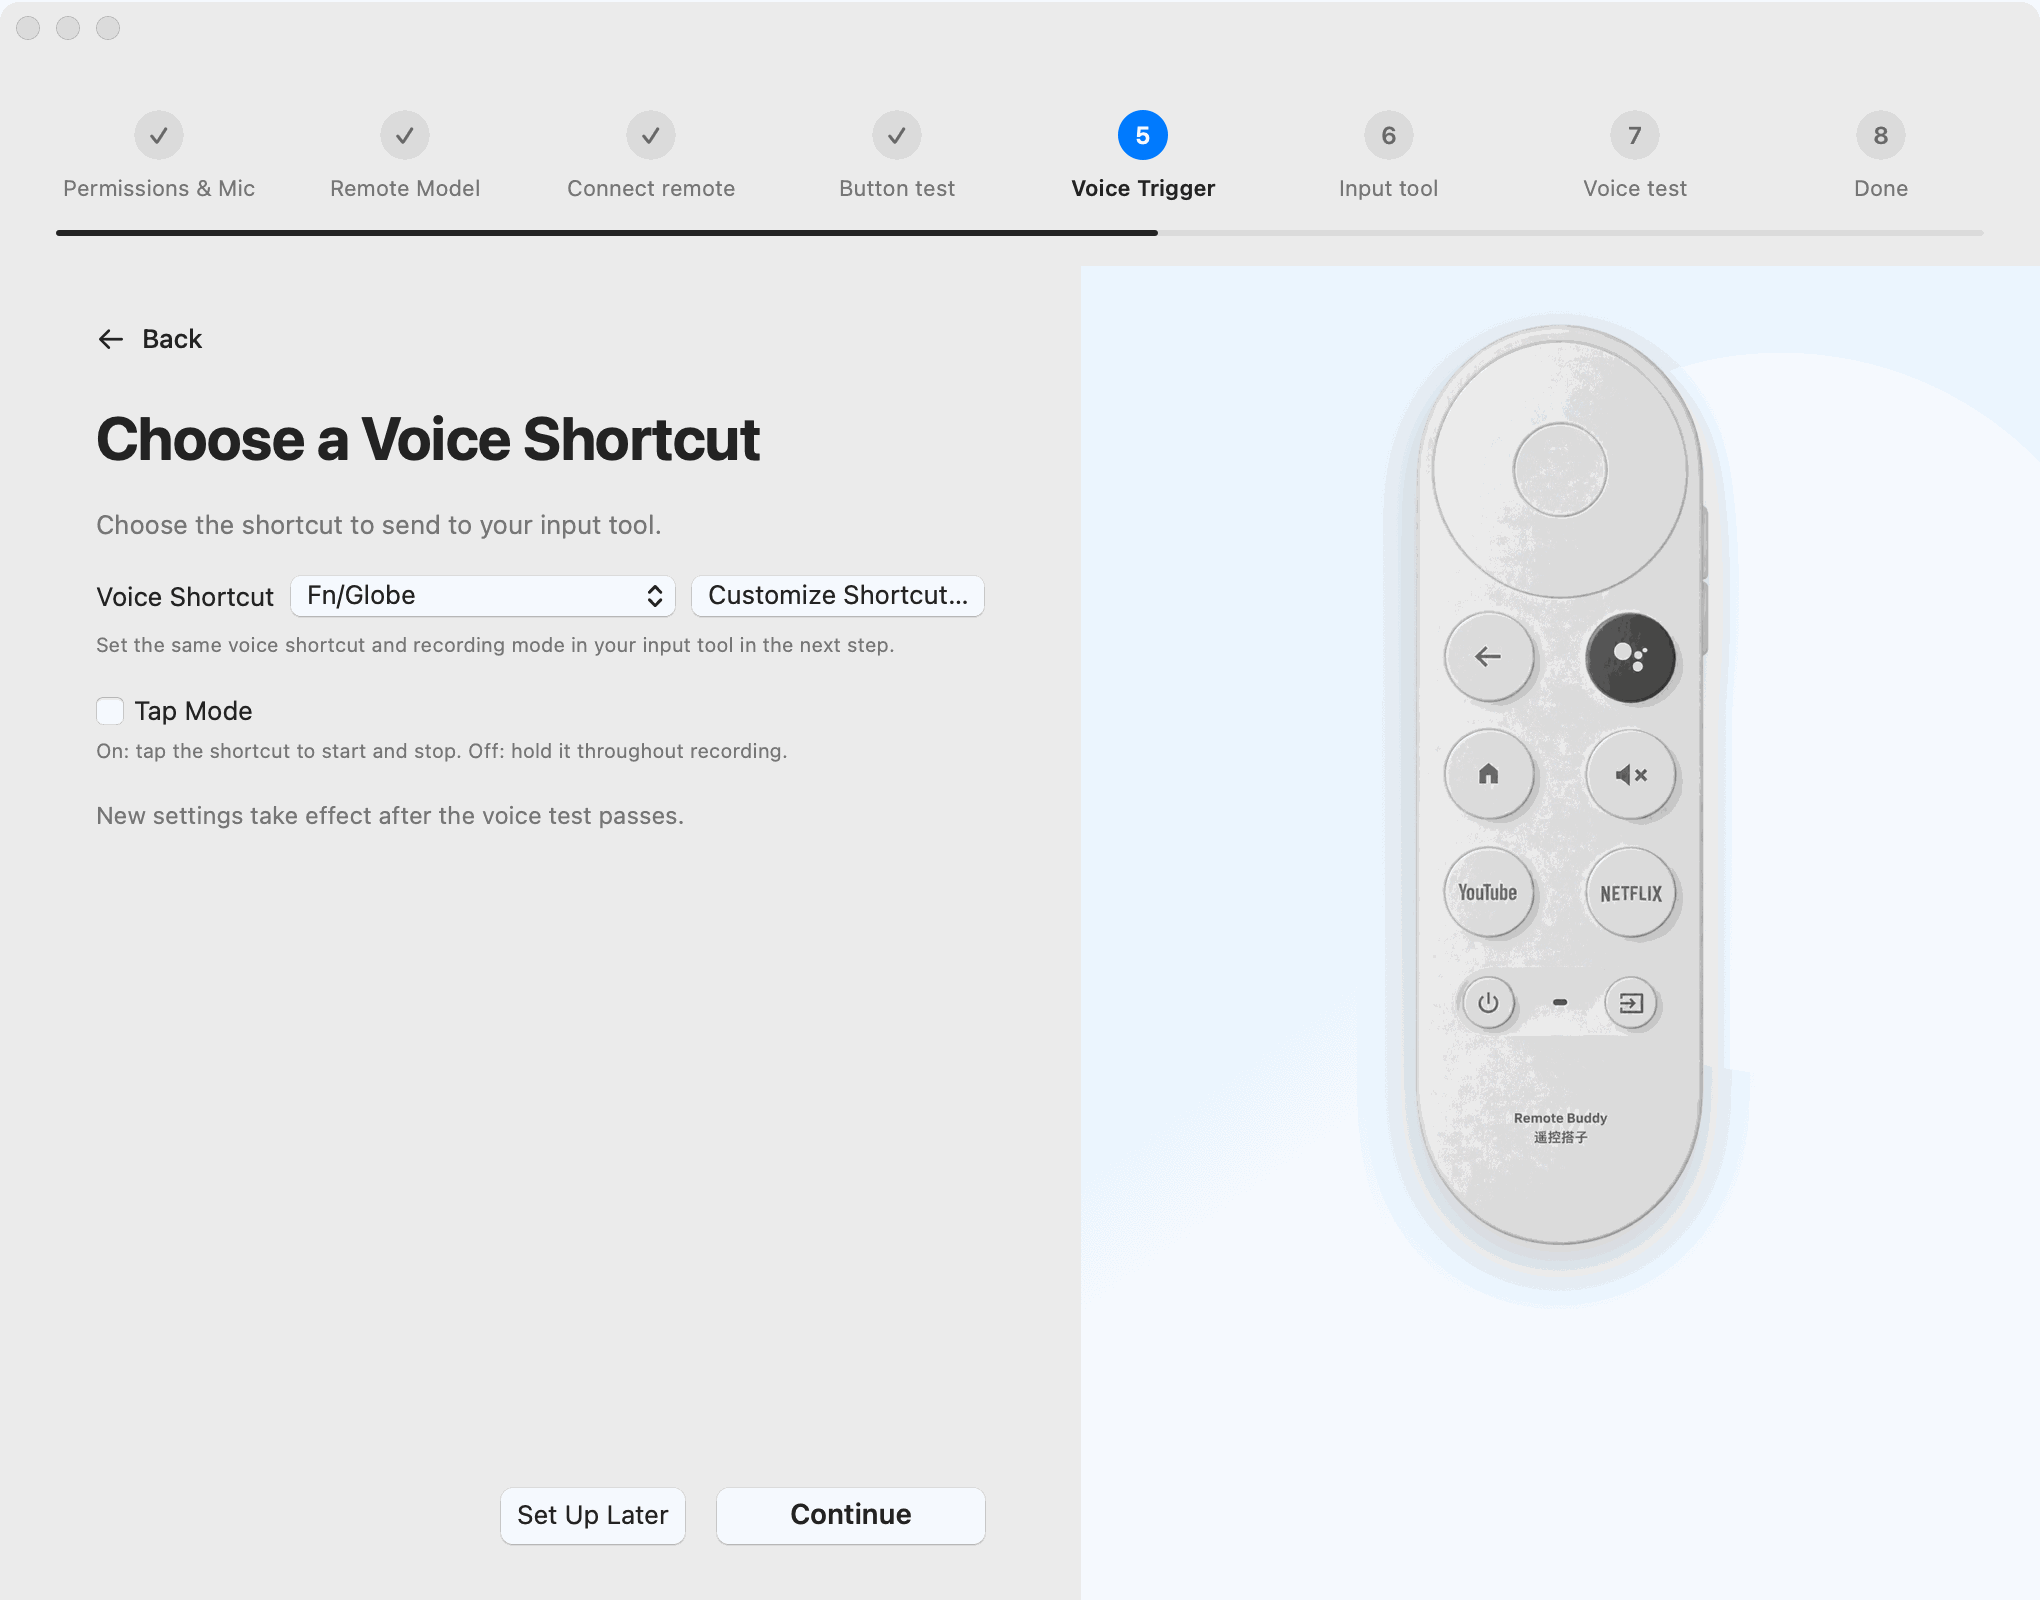 5
6
7
8
Permissions & Mic
Remote Model
Connect remote
Button test
Voice Trigger
Input tool
Voice test
Done
Back
Choose a Voice Shortcut
Choose the shortcut to send to your input tool.
Voice Shortcut
Fn/Globe
Customize Shortcut...
Set the same voice shortcut and recording mode in your input tool in the next step.
Tap Mode
On: tap the shortcut to start and stop. Off: hold it throughout recording.
New settings take effect after the voice test passes.
Set Up Later
Continue
YouTube
NETFLIX
Remote Buddy
遥控搭子